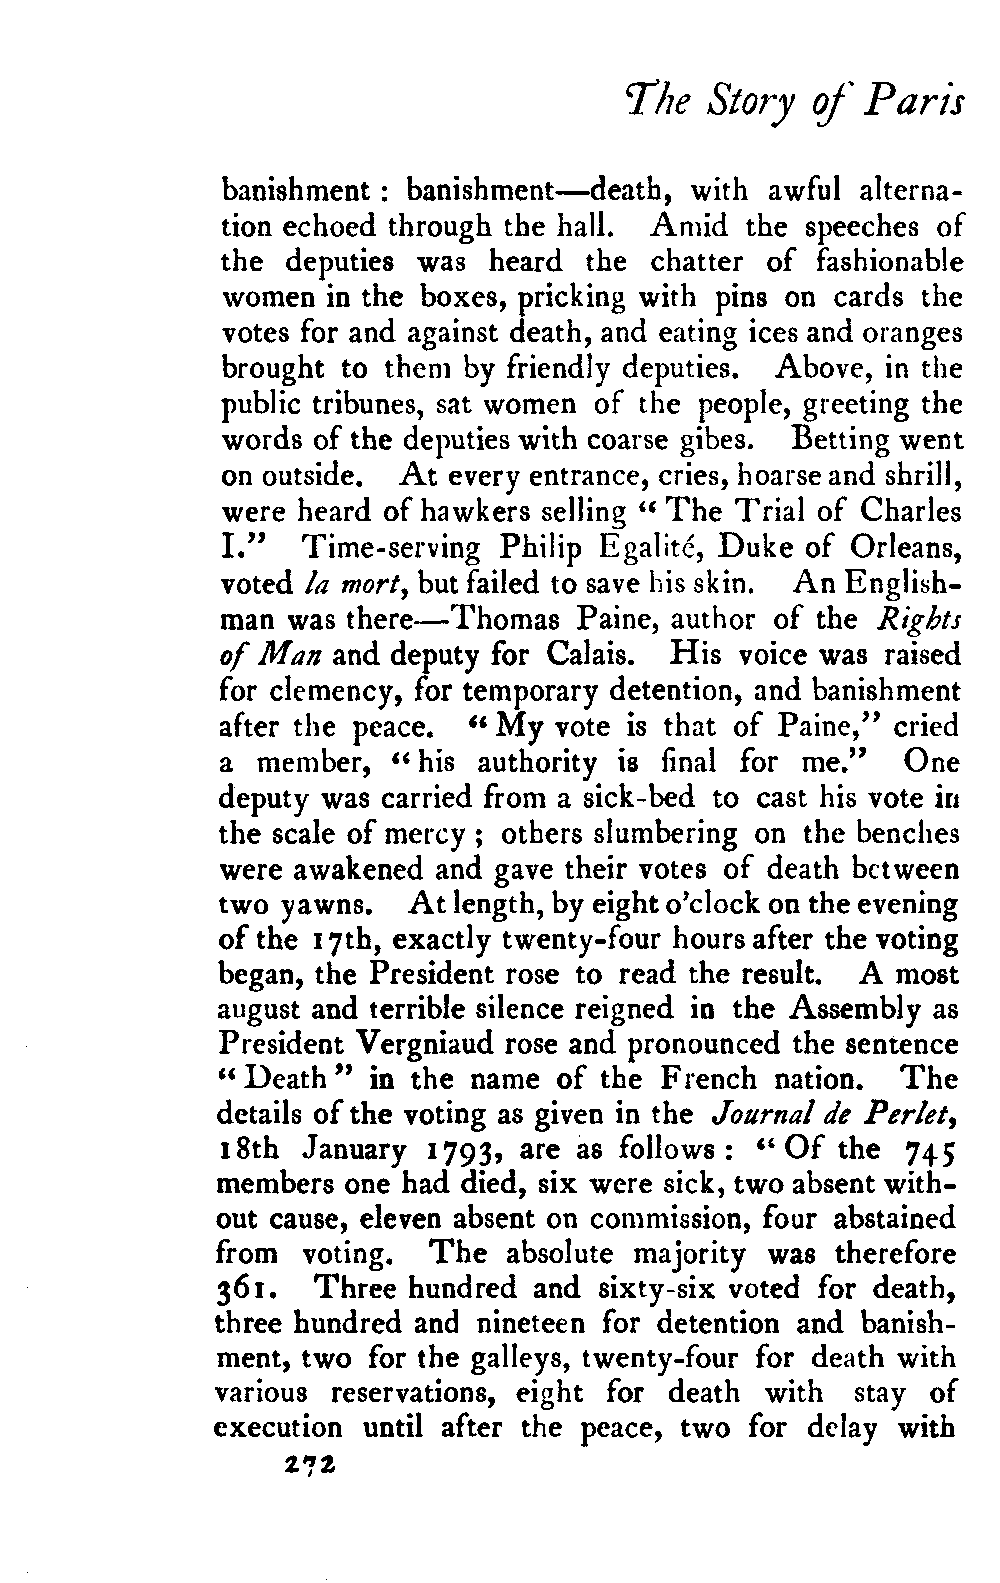 The Story of Paris
banishment : banishment—death, with awful alterna-
tion echoed through the hall. Amid the speeches of
the deputies was heard the chatter of fashionable
women in the boxes, pricking with pins on cards the
votes for and against death, and eating ices and oranges
brought to them by friendly deputies. Above, in the
public tribunes, sat women of the people, greeting the
words of the deputies with coarse gibes. Betting went
on outside. At every entrance, cries, hoarse and shrill,
were heard of hawkers selling “ The Trial of Charles
I.” Time-serving Philip Egalité, Duke of Orleans,
voted la mort, but failed to save his skin. An English-
man was there—Thomas Paine, author of the Rights
of Man and deputy for Calais. His voice was raised
for clemency, for temporary detention, and banishment
after the peace. “ My vote is that of Paine,” cried
a member, “ his authority is final for me.” One
deputy was carried from a sick-bed to cast his vote in
the scale of mercy ; others slumbering on the benches
were awakened and gave their votes of death between
two yawns. At length, by eight o’clock on the evening
of the 17th, exactly twenty-four hours after the voting
began, the President rose to read the result. A most
august and terrible silence reigned in the Assembly as
President Vergniaud rose and pronounced the sentence
“ Death ” in the name of the French nation. The
details of the voting as given in the Journal de Perlet,
18th January 1793, are as follows : “ Of the 745
members one had died, six were sick, two absent with-
out cause, eleven absent on commission, four abstained
from voting. The absolute majority was therefore
361. Three hundred and sixty-six voted for death,
three hundred and nineteen for detention and banish-
ment, two for the galleys, twenty-four for death with
various reservations, eight for death with stay of
execution until after the peace, two for delay with
272